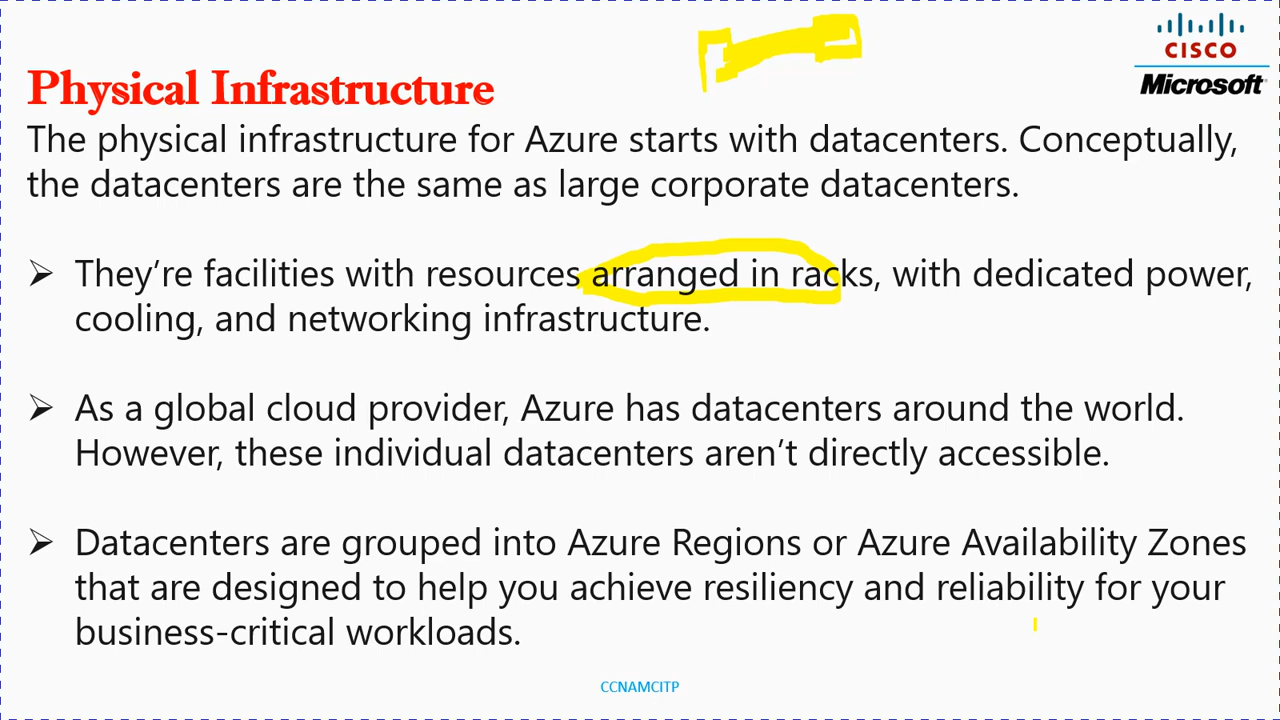 CISCO
Microsoft
Physical Infrastructure
The physical infrastructure for Azure starts with datacenters. Conceptually,
the datacenters are the same as large corporate datacenters.
➢ They’re facilities with resources arranged in racks, with dedicated power,
cooling, and networking infrastructure.
➢ As a global cloud provider, Azure has datacenters around the world.
However, these individual datacenters aren’t directly accessible.
➢ Datacenters are grouped into Azure Regions or Azure Availability Zones
that are designed to help you achieve resiliency and reliability for your
business-critical workloads.
CCNAMCITP